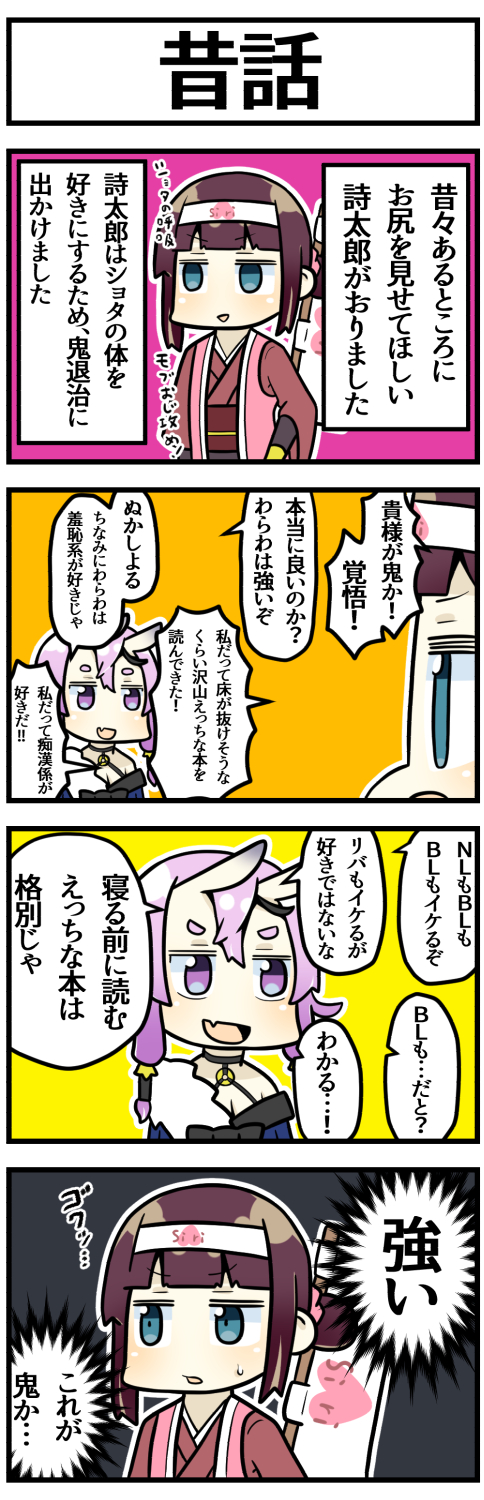 昔話
昔々あるところに
お尻を見せてほしい
詩太郎がおりました
Siri
ショタの呼吸
モブおじ攻め!
詩太郎はショタの体を
好きにするため、鬼退治に
出かけました
貴様が鬼か!
覚悟!
本当に良いのか?
わらわは強いぞ
私だって床が抜けそうな
くらい沢山えっちな本を
読んできた!
ぬかしよる
ちなみにわらわは
羞恥系が好きじゃ
私だって痴漢係が
好きだ!!
NLもBLも
BLもイケるぞ
BLも…だと?
リバもイケるが
好きではないな
わかる…!
寝る前に読む
えっちな本は
格別じゃ
強い
ゴクッ…
Siri
これが
鬼か…